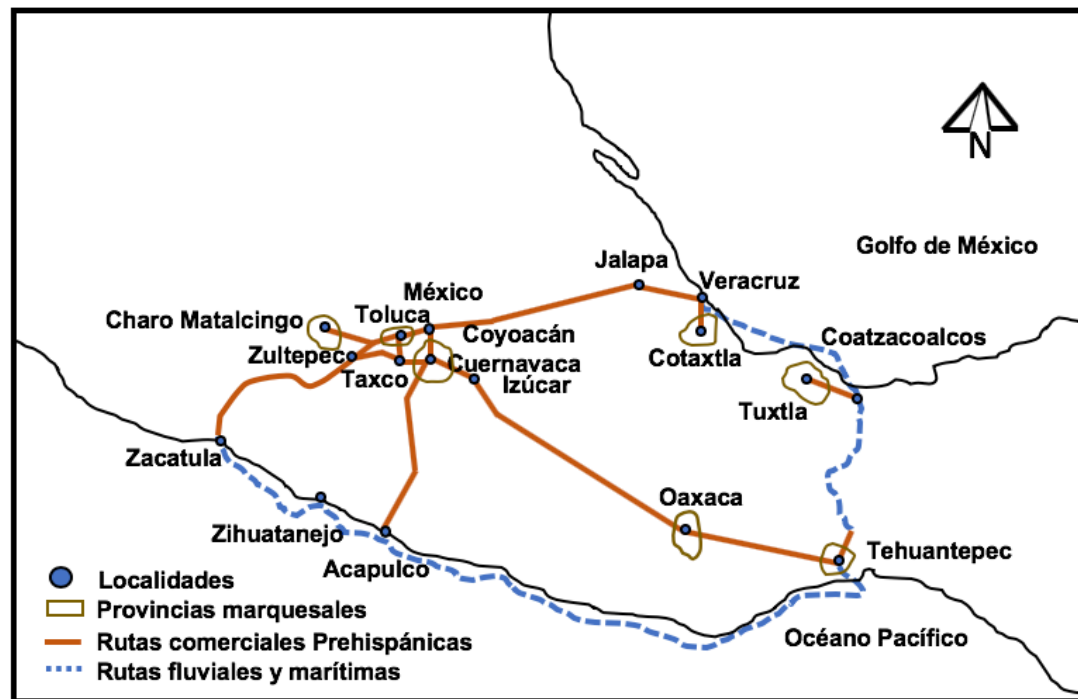 N
Golfo de México
Jalapa
Veracruz
México
Charo Matalcingo
Toluca
Coyoacán
Coatzacoalcos
Zultepec
Cuernavaca
Cotaxtla
Taxco
Izúcar
Tuxtla
Zacatula
Oaxaca
Zihuatanejo
Tehuantepec
Acapulco
Océano Pacífico
Localidades
Provincias marquesales
Rutas comerciales Prehispánicas
Rutas fluviales y marítimas